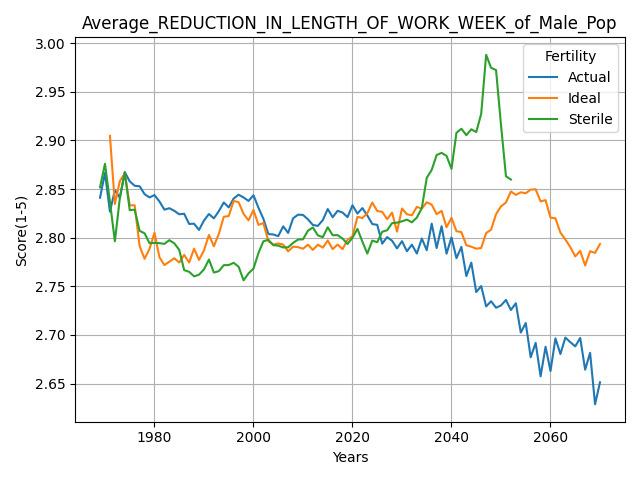 Average_REDUCTION_IN_LENGTH_OF_WORK_WEEK_of_Male_Pop
Fertility
Actual
Ideal
Sterile
Score(1-5)
3.00
2.95
2.90
2.85
2.80
2.75
2.70
2.65
1980 2000 2020 2040 2060
Years